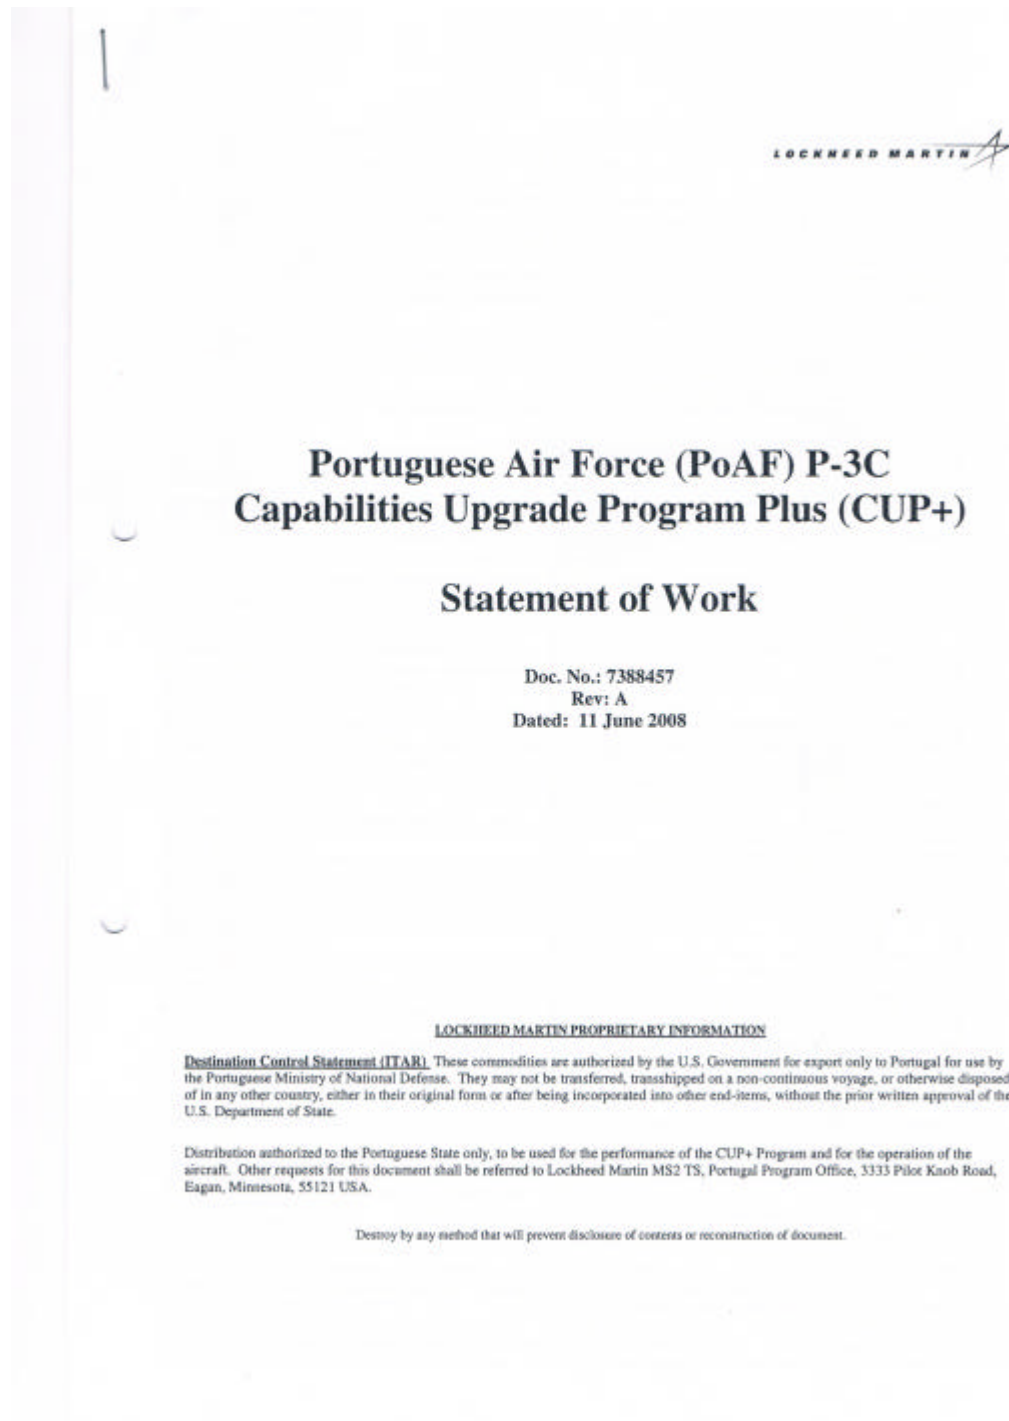 LOCKHEED MARTIN
Portuguese Air Force (PoAF) P-3C
Capabilities Upgrade Program Plus (CUP+)
Statement of Work
Doc. No.: 7388457
Rev: A
Dated: 11 June 2008
LOCKHEED MARTIN PROPRIETARY INFORMATION
Destination Control Statement (ITAR) These commodities are authorized by the U.S. Government for export only to Portugal for use by
the Portuguese Ministry of National Defense. They may not be transferred, transshipped on a non-continuous voyage, or otherwise disposed
of in any other country, either in their original form or after being incorporated into other end-items, without the prior written approval of the
U.S. Department of State.
Distribution authorized to the Portuguese State only, to be used for the performance of the CUP+ Program and for the operation of the
aircraft. Other requests for this document shall be referred to Lockheed Martin MS2 TS, Portugal Program Office, 3333 Pilot Knob Road,
Eagan, Minnesota, 55121 USA.
Destroy by any method that will prevent disclosure of contents or reconstruction of document.